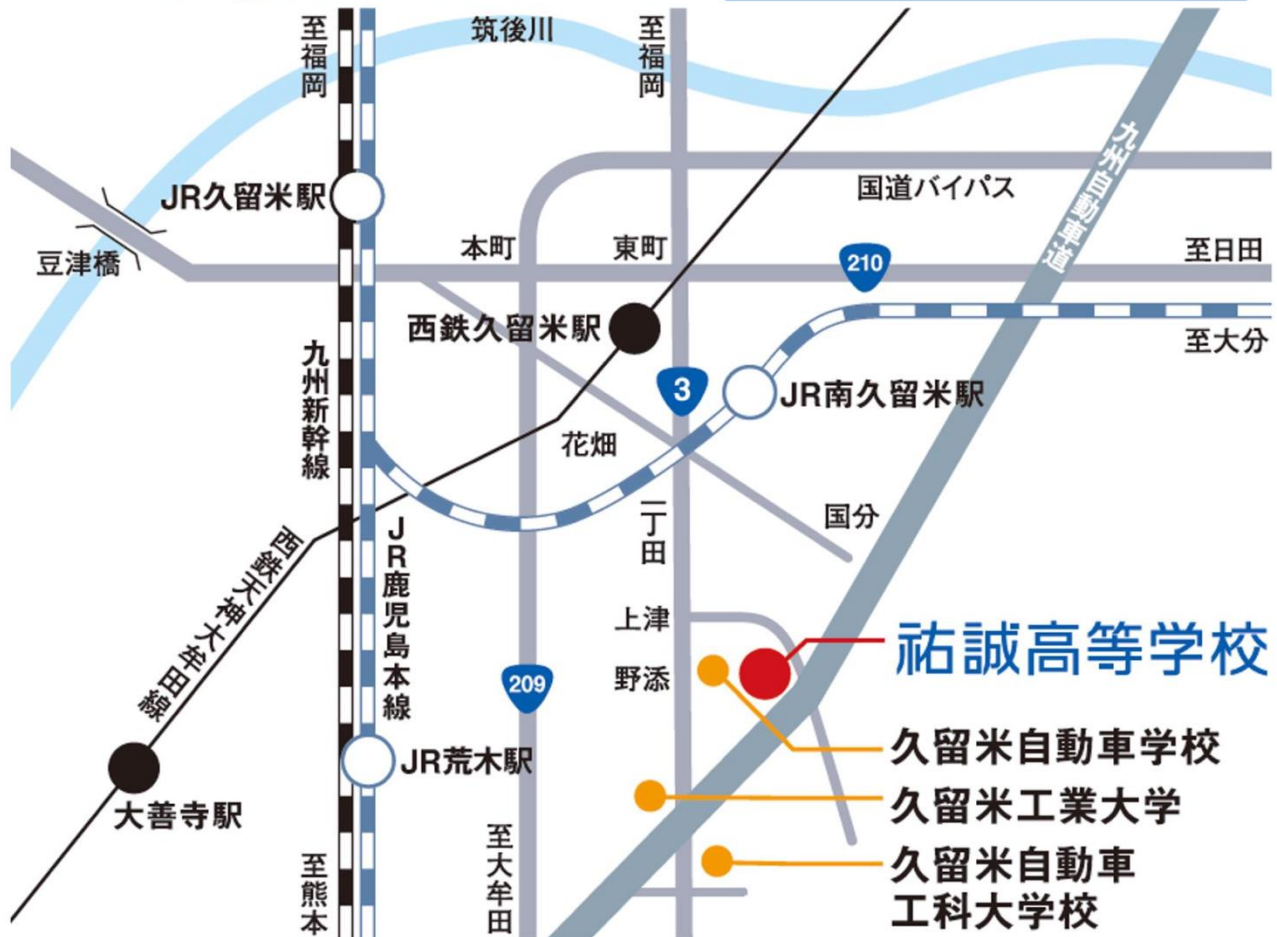 至福岡
筑後川
至福岡
九州自動車道
JR久留米駅
国道バイパス
豆津橋
本町
東町
210
至日田
西鉄久留米駅
至大分
九州新幹線
3
JR南久留米駅
花畑
一丁田
国分
西鉄天神大牟田線
JR鹿児島本線
上津
祐誠高等学校
野添
209
久留米自動車学校
JR荒木駅
大善寺駅
久留米工業大学
至熊本
至大牟田
久留米自動車
工科大学校